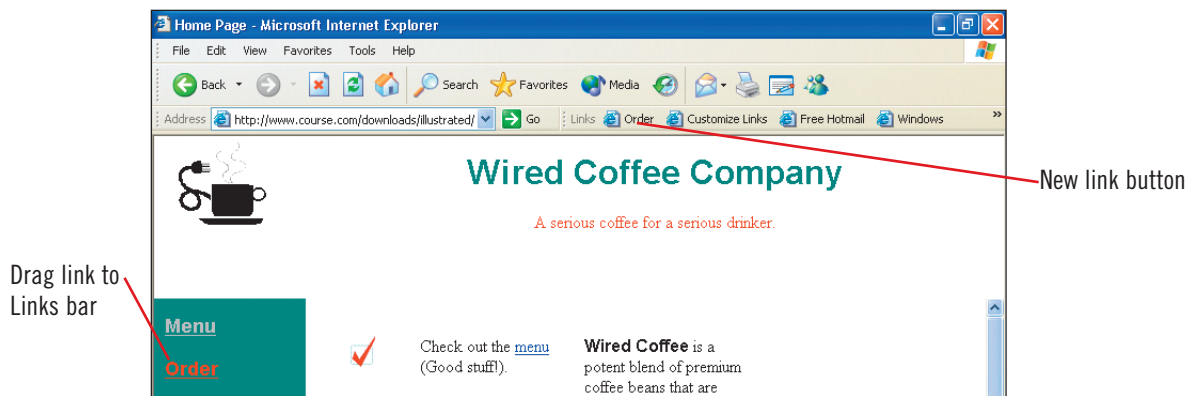 Home Page - Microsoft Internet Explorer
File Edit View Favorites Tools Help
Back Search Favorites Media
Address http://www.course.com/downloads/illustrated/ Go Links Order Customize Links Free Hotmail Windows »
Wired Coffee Company
New link button
A serious coffee for a serious drinker.
Drag link to
Links bar
Menu
Order
Check out the menu
(Good stuff!).
Wired Coffee is a
potent blend of premium
coffee beans that are